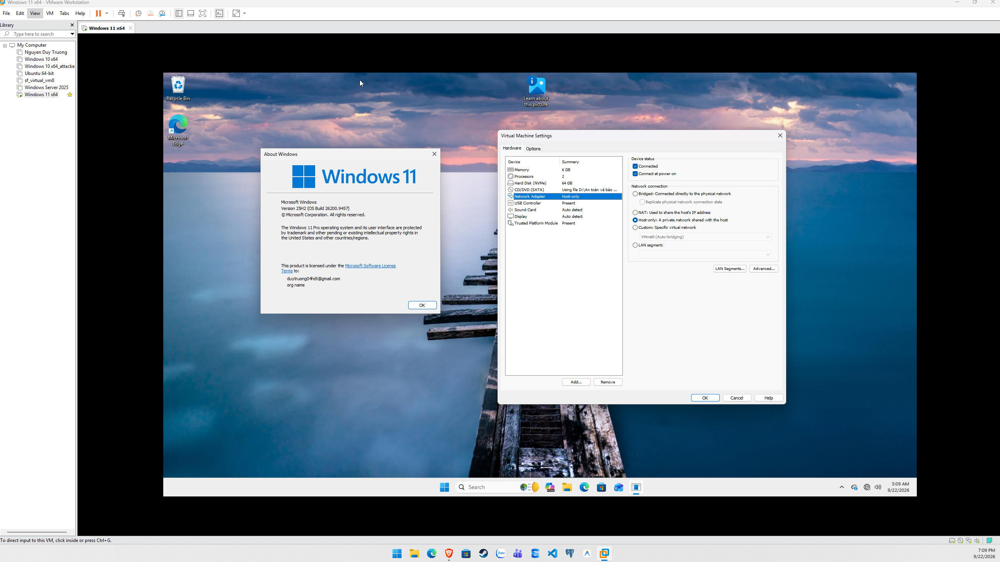 Windows 11 x64 - VMware Workstation
File Edit View VM Tabs Help
Library
Type here to search
My Computer
Nguyen Duy Truong
Windows 10 x64
Windows 10 x64_attacke
Ubuntu 64-bit
sf_virtual_vm8
Windows Server 2025
Windows 11 x64
Windows 11 x64
Recycle Bin
Microsoft
Edge
Learn about
this picture
About Windows
Windows 11
Microsoft Windows
Version 25H2 (OS Build 26200.9457)
© Microsoft Corporation. All rights reserved.
The Windows 11 Pro operating system and its user interface are protected
by trademark and other pending or existing intellectual property rights in
the United States and other countries/regions.
This product is licensed under the Microsoft Software License
Terms to:
duytruong04hdt@gmail.com
org name
OK
Virtual Machine Settings
Hardware Options
Device Summary
Memory 6 GB
Processors 2
Hard Disk (NVMe) 64 GB
CD/DVD (SATA) Using file D:\An toàn và bảo ...
Network Adapter Host-only
USB Controller Present
Sound Card Auto detect
Display Auto detect
Trusted Platform Module Present
Add... Remove
Device status
Connected
Connect at power on
Network connection
Bridged: Connected directly to the physical network
Replicate physical network connection state
NAT: Used to share the host's IP address
Host-only: A private network shared with the host
Custom: Specific virtual network
VMnet0 (Auto-bridging)
LAN segment:
LAN Segments... Advanced...
OK Cancel Help
Search
M365
5:09 AM
9/22/2026
To direct input to this VM, click inside or press Ctrl+G.
Zalo
7:09 PM
9/22/2026